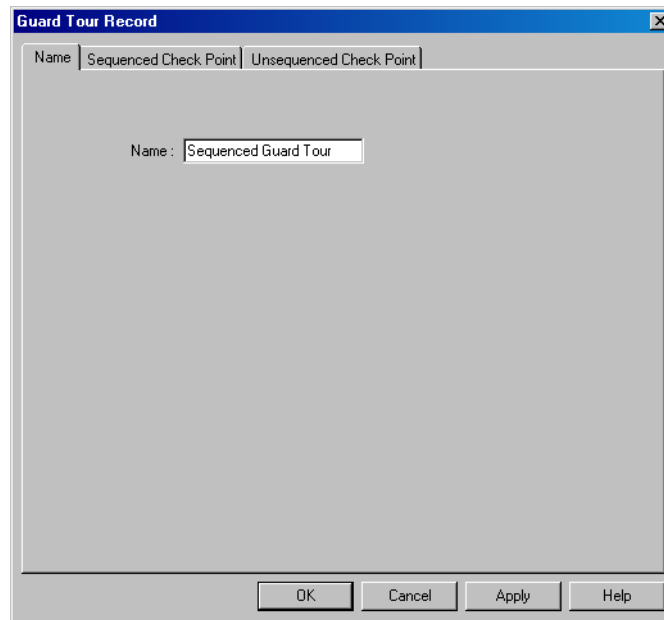 Guard Tour Record
Name Sequenced Check Point Unsequenced Check Point
Name : Sequenced Guard Tour
OK Cancel Apply Help